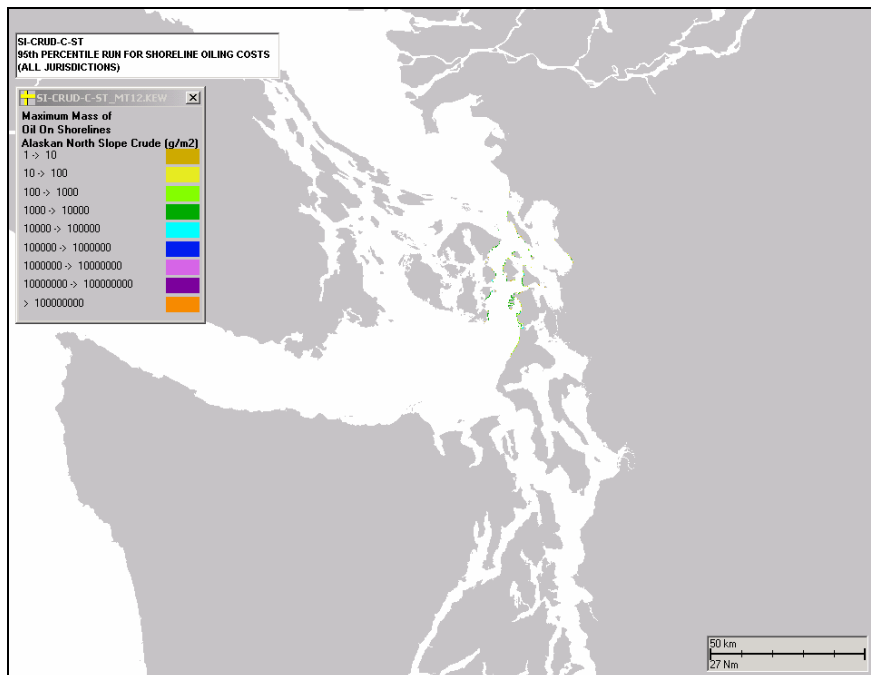 SI-CRUD-C-ST
95th PERCENTILE RUN FOR SHORELINE OILING COSTS
(ALL JURISDICTIONS)
SI-CRUD-C-ST_MT12.KEW
Maximum Mass of
Oil On Shorelines
Alaskan North Slope Crude (g/m2)
1 -> 10
10 -> 100
100 -> 1000
1000 -> 10000
10000 -> 100000
100000 -> 1000000
1000000 -> 10000000
10000000 -> 100000000
> 100000000
50 km
27 Nm